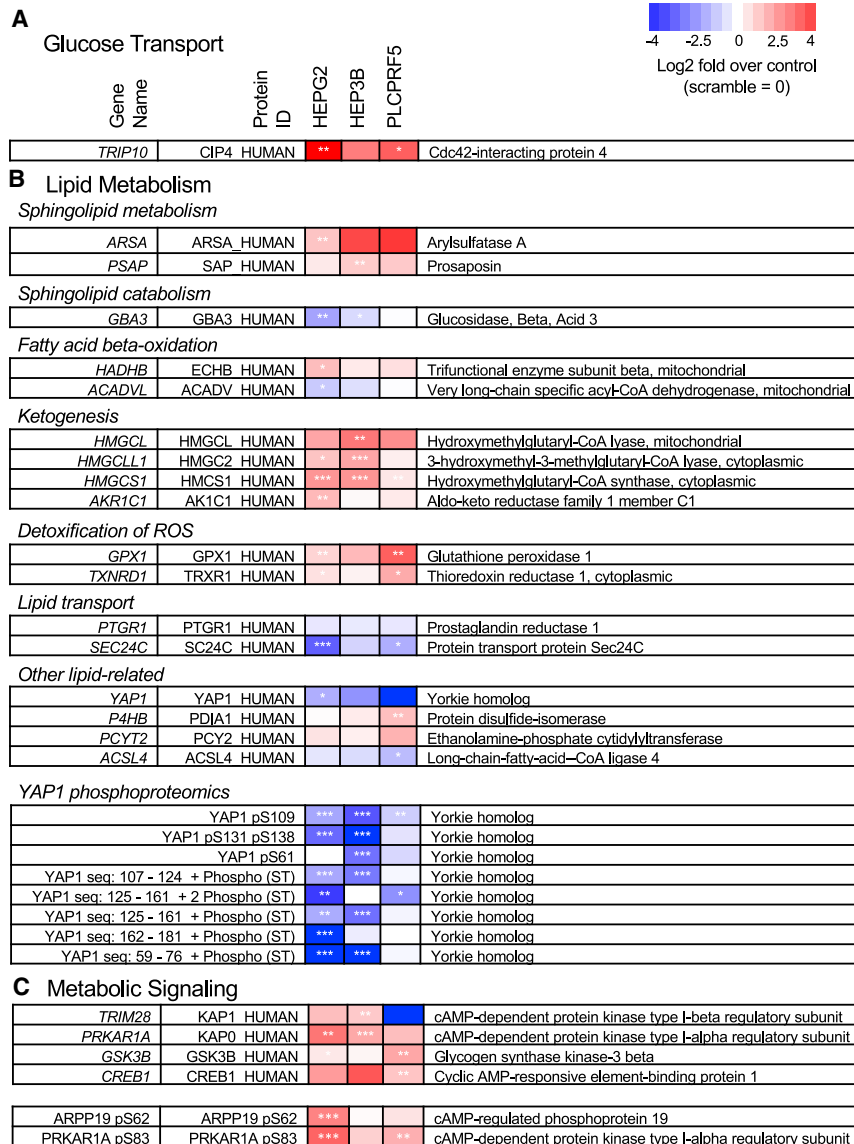 A
Glucose Transport
-4 -2.5 0 2.5 4
Log2 fold over control
(scramble = 0)
Gene Name Protein ID HEPG2 HEP3B PLCPRF5
TRIP10 CIP4_HUMAN ** * Cdc42-interacting protein 4
B Lipid Metabolism
Sphingolipid metabolism
ARSA ARSA_HUMAN ** Arylsulfatase A
PSAP SAP_HUMAN ** Prosaposin
Sphingolipid catabolism
GBA3 GBA3_HUMAN ** * Glucosidase, Beta, Acid 3
Fatty acid beta-oxidation
HADHB ECHB_HUMAN * Trifunctional enzyme subunit beta, mitochondrial
ACADVL ACADV_HUMAN * Very long-chain specific acyl-CoA dehydrogenase, mitochondrial
Ketogenesis
HMGCL HMGCL_HUMAN ** Hydroxymethylglutaryl-CoA lyase, mitochondrial
HMGCLL1 HMGC2_HUMAN * *** 3-hydroxymethyl-3-methylglutaryl-CoA lyase, cytoplasmic
HMGCS1 HMCS1_HUMAN *** *** ** Hydroxymethylglutaryl-CoA synthase, cytoplasmic
AKR1C1 AK1C1_HUMAN ** Aldo-keto reductase family 1 member C1
Detoxification of ROS
GPX1 GPX1_HUMAN ** ** Glutathione peroxidase 1
TXNRD1 TRXR1_HUMAN * * Thioredoxin reductase 1, cytoplasmic
Lipid transport
PTGR1 PTGR1_HUMAN Prostaglandin reductase 1
SEC24C SC24C_HUMAN *** * Protein transport protein Sec24C
Other lipid-related
YAP1 YAP1_HUMAN * Yorkie homolog
P4HB PDIA1_HUMAN ** Protein disulfide-isomerase
PCYT2 PCY2_HUMAN Ethanolamine-phosphate cytidylyltransferase
ACSL4 ACSL4_HUMAN * Long-chain-fatty-acid--CoA ligase 4
YAP1 phosphoproteomics
YAP1 pS109 *** *** ** Yorkie homolog
YAP1 pS131 pS138 *** *** Yorkie homolog
YAP1 pS61 *** Yorkie homolog
YAP1 seq: 107 - 124 + Phospho (ST) *** *** Yorkie homolog
YAP1 seq: 125 - 161 + 2 Phospho (ST) ** * Yorkie homolog
YAP1 seq: 125 - 161 + Phospho (ST) ** *** Yorkie homolog
YAP1 seq: 162 - 181 + Phospho (ST) *** Yorkie homolog
YAP1 seq: 59 - 76 + Phospho (ST) *** *** Yorkie homolog
C Metabolic Signaling
TRIM28 KAP1_HUMAN ** cAMP-dependent protein kinase type I-beta regulatory subunit
PRKAR1A KAP0_HUMAN ** *** cAMP-dependent protein kinase type I-alpha regulatory subunit
GSK3B GSK3B_HUMAN * ** Glycogen synthase kinase-3 beta
CREB1 CREB1_HUMAN ** Cyclic AMP-responsive element-binding protein 1
ARPP19 pS62 ARPP19 pS62 *** cAMP-regulated phosphoprotein 19
PRKAR1A pS83 PRKAR1A pS83 *** ** cAMP-dependent protein kinase type I-alpha regulatory subunit